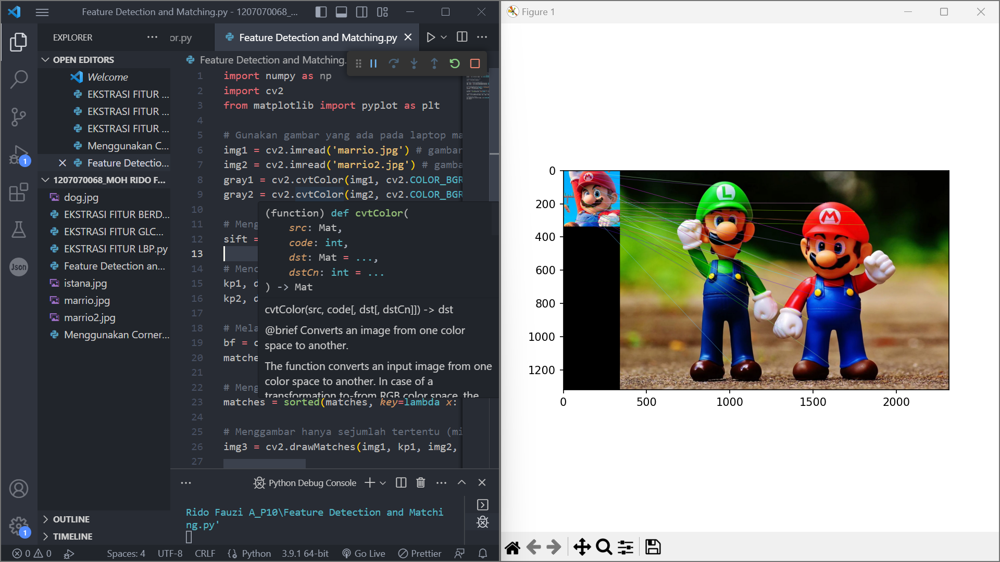 Feature Detection and Matching.py - 1207070068_...
EXPLORER
or.py
Feature Detection and Matching.py
OPEN EDITORS
Welcome
EKSTRASI FITUR ...
EKSTRASI FITUR ...
EKSTRASI FITUR ...
Menggunakan C...
Feature Detectio...
1207070068_MOH RIDO F...
dog.jpg
EKSTRASI FITUR BERD...
EKSTRASI FITUR GLC...
EKSTRASI FITUR LBP.py
Feature Detection an...
istana.jpg
marrio.jpg
marrio2.jpg
Menggunakan Corner...
OUTLINE
TIMELINE
Feature Detection and Matching.
1 import numpy as np
2 import cv2
3 from matplotlib import pyplot as plt
4
5 # Gunakan gambar yang ada pada laptop ma
6 img1 = cv2.imread('marrio.jpg') # gambar
7 img2 = cv2.imread('marrio2.jpg') # gamba
8 gray1 = cv2.cvtColor(img1, cv2.COLOR_BGR
9 gray2 = cv2.cvtColor(img2, cv2.COLOR_BGR
10
11 # Meng
12 sift =
13
14 # Menc
15 kp1, d
16 kp2, d
17
18 # Mela
19 bf = c
20 matche
21
22 # Meng
23 matches = sorted(matches, key=lambda x:
24
25 # Menggambar hanya sejumlah tertentu (mi
26 img3 = cv2.drawMatches(img1, kp1, img2,
27
(function) def cvtColor(
src: Mat,
code: int,
dst: Mat = ...,
dstCn: int = ...
) -> Mat
cvtColor(src, code[, dst[, dstCn]]) -> dst
@brief Converts an image from one color
space to another.
The function converts an input image from one
color space to another. In case of a
transformation to-from RGB color space, the
Python Debug Console
Rido Fauzi A_P10\Feature Detection and Matchi
ng.py'
Json
1
1
0 0
Spaces: 4
UTF-8
CRLF
Python
3.9.1 64-bit
Go Live
Prettier
Figure 1
0
200
400
600
800
1000
1200
0 500 1000 1500 2000
L
M
M